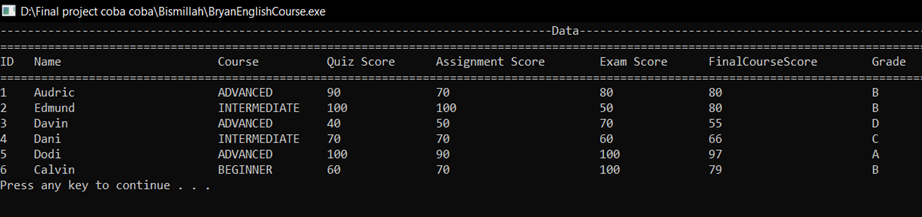 D:\Final project coba coba\Bismillah\BryanEnglishCourse.exe
---------------------------------------------------------------------------------Data--------------------------------------------------
=======================================================================================================================================
ID   Name                       Course          Quiz Score      Assignment Score        Exam Score      FinalCourseScore        Grade
=======================================================================================================================================
1    Audric                     ADVANCED        90              70                      80              80                      B
2    Edmund                     INTERMEDIATE    100             100                     50              80                      B
3    Davin                      ADVANCED        40              50                      70              55                      D
4    Dani                       INTERMEDIATE    70              70                      60              66                      C
5    Dodi                       ADVANCED        100             90                      100             97                      A
6    Calvin                     BEGINNER        60              70                      100             79                      B
Press any key to continue . . .